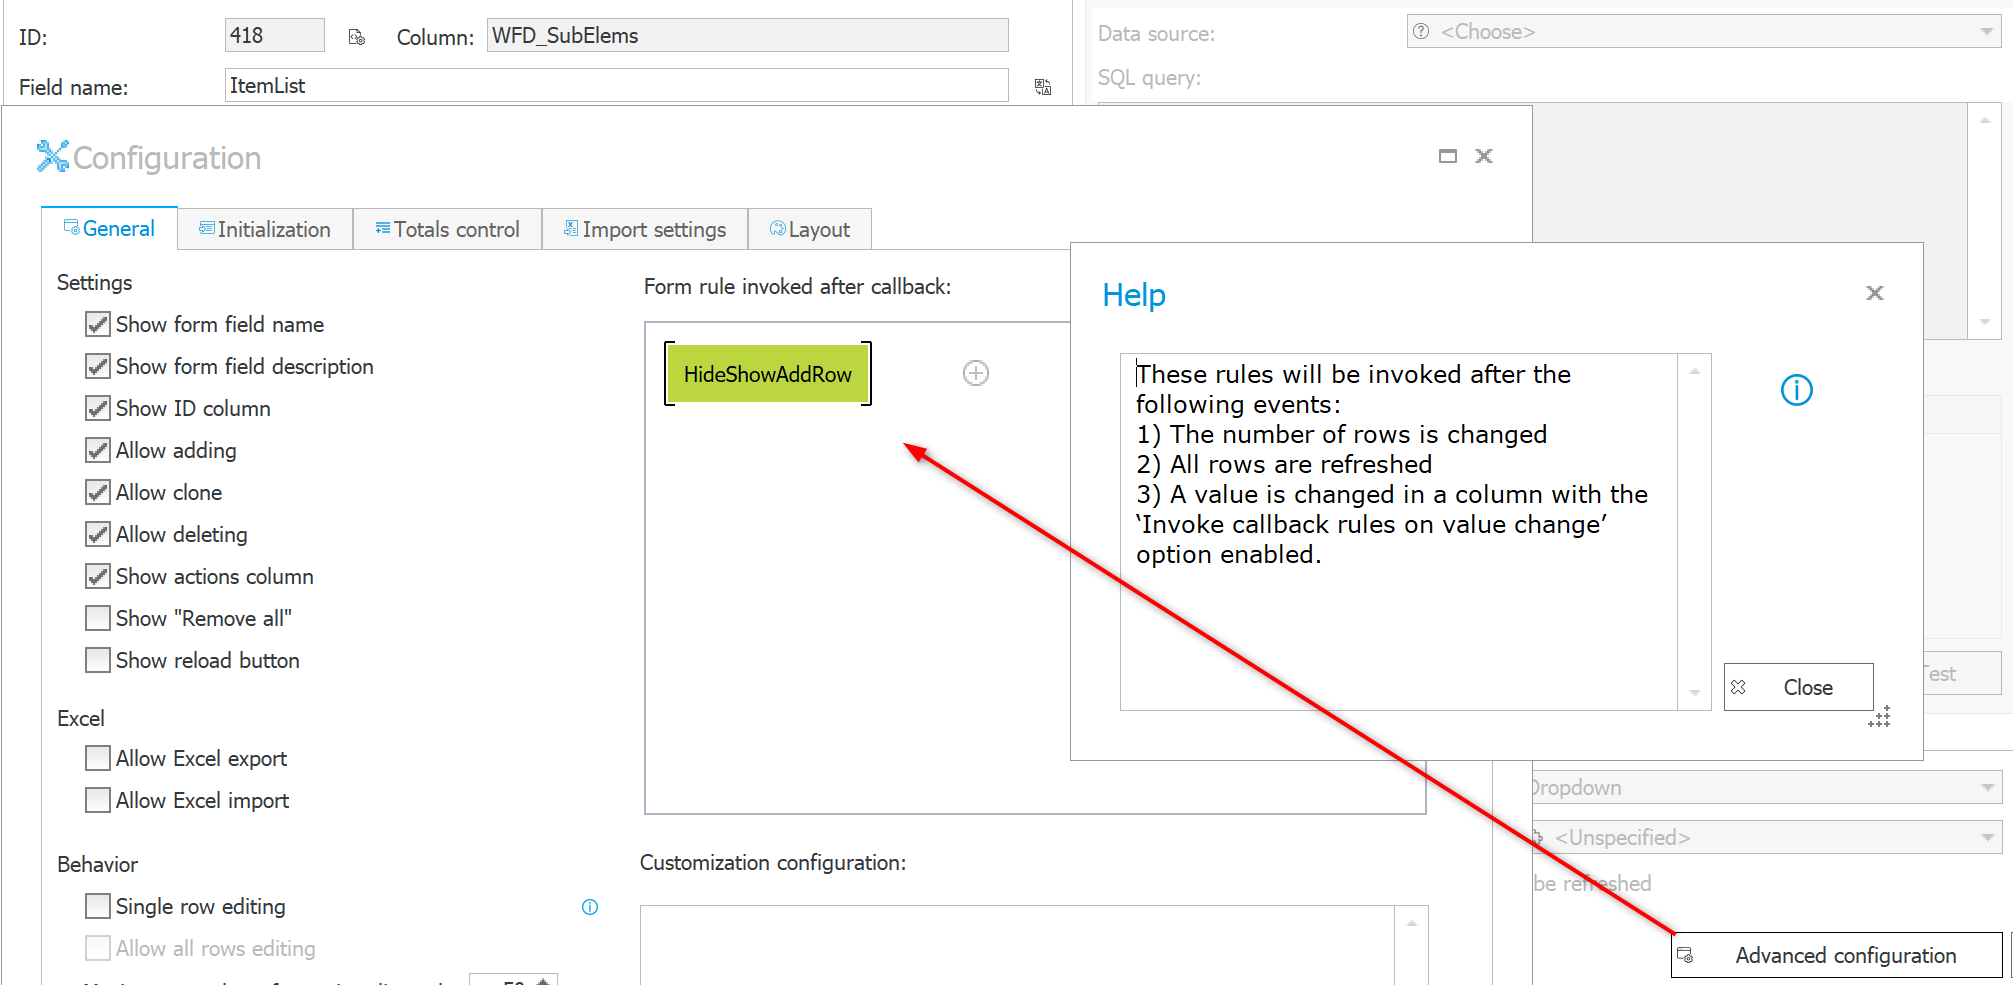 ID:
418
Column:
WFD_SubElems
Field name:
ItemList
Data source:
<Choose>
SQL query:
Configuration
General
Initialization
Totals control
Import settings
Layout
Settings
Show form field name
Show form field description
Show ID column
Allow adding
Allow clone
Allow deleting
Show actions column
Show "Remove all"
Show reload button
Excel
Allow Excel export
Allow Excel import
Behavior
Single row editing
Allow all rows editing
Form rule invoked after callback:
HideShowAddRow
Customization configuration:
Help
These rules will be invoked after the
following events:
1) The number of rows is changed
2) All rows are refreshed
3) A value is changed in a column with the
‘Invoke callback rules on value change’
option enabled.
Close
Test
Dropdown
<Unspecified>
be refreshed
Advanced configuration